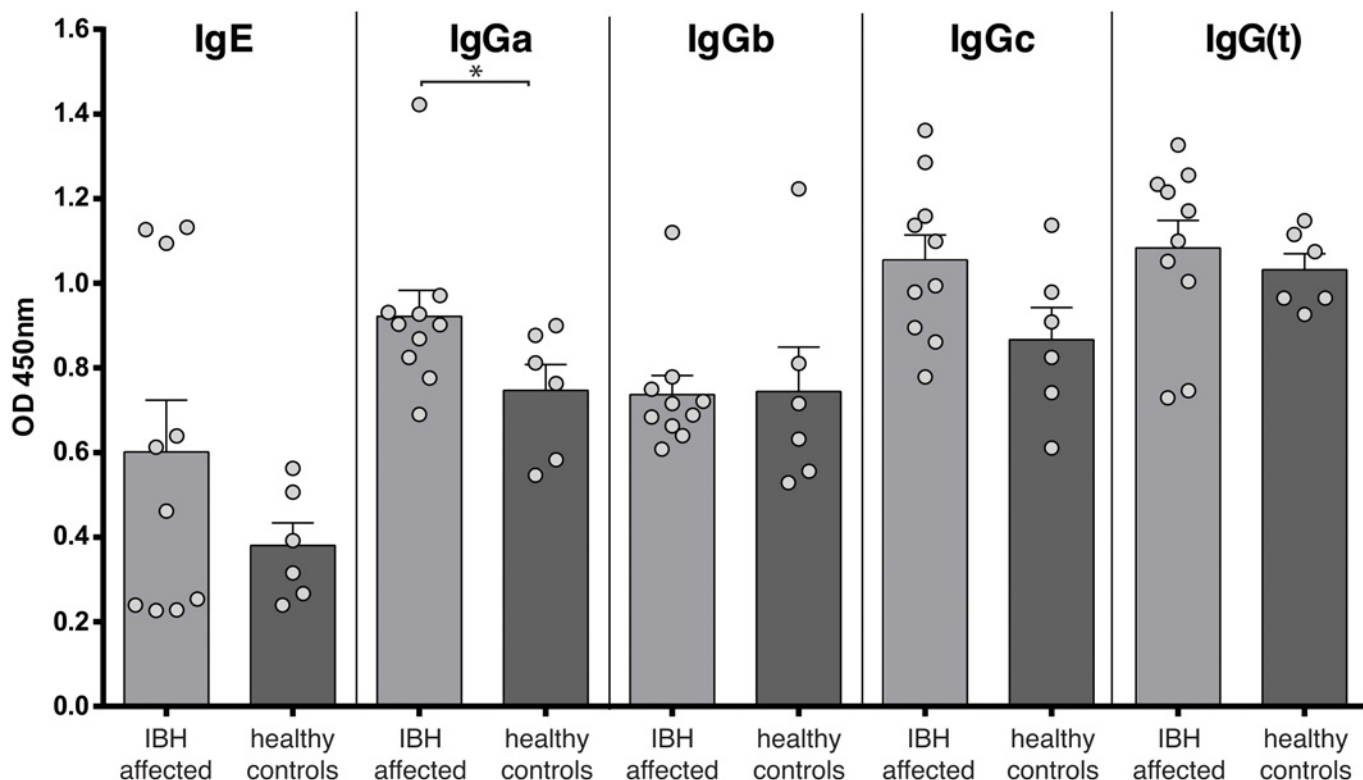 IgE IgGa IgGb IgGc IgG(t)
*
OD 450nm
1.6
1.4
1.2
1.0
0.8
0.6
0.4
0.2
0.0
IBH healthy IBH healthy IBH healthy IBH healthy IBH healthy
affected controls affected controls affected controls affected controls affected controls